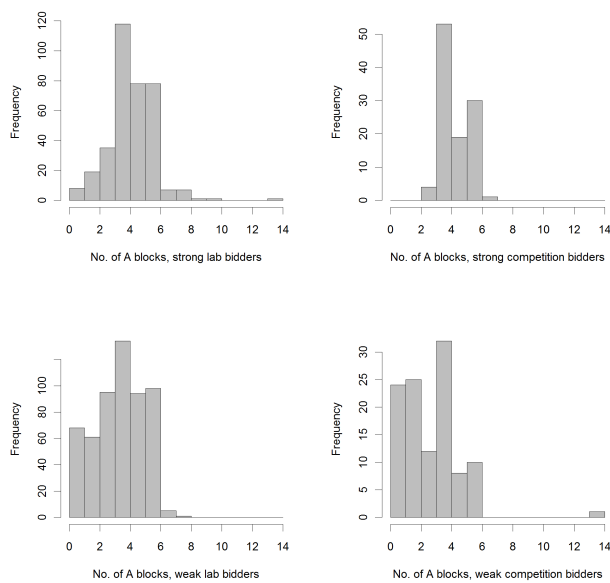 120
100
80
60
40
20
0
Frequency
0 2 4 6 8 10 12 14
No. of A blocks, strong lab bidders
50
40
30
20
10
0
Frequency
0 2 4 6 8 10 12 14
No. of A blocks, strong competition bidders
100
80
60
40
20
0
Frequency
0 2 4 6 8 10 12 14
No. of A blocks, weak lab bidders
30
25
20
15
10
5
0
Frequency
0 2 4 6 8 10 12 14
No. of A blocks, weak competition bidders